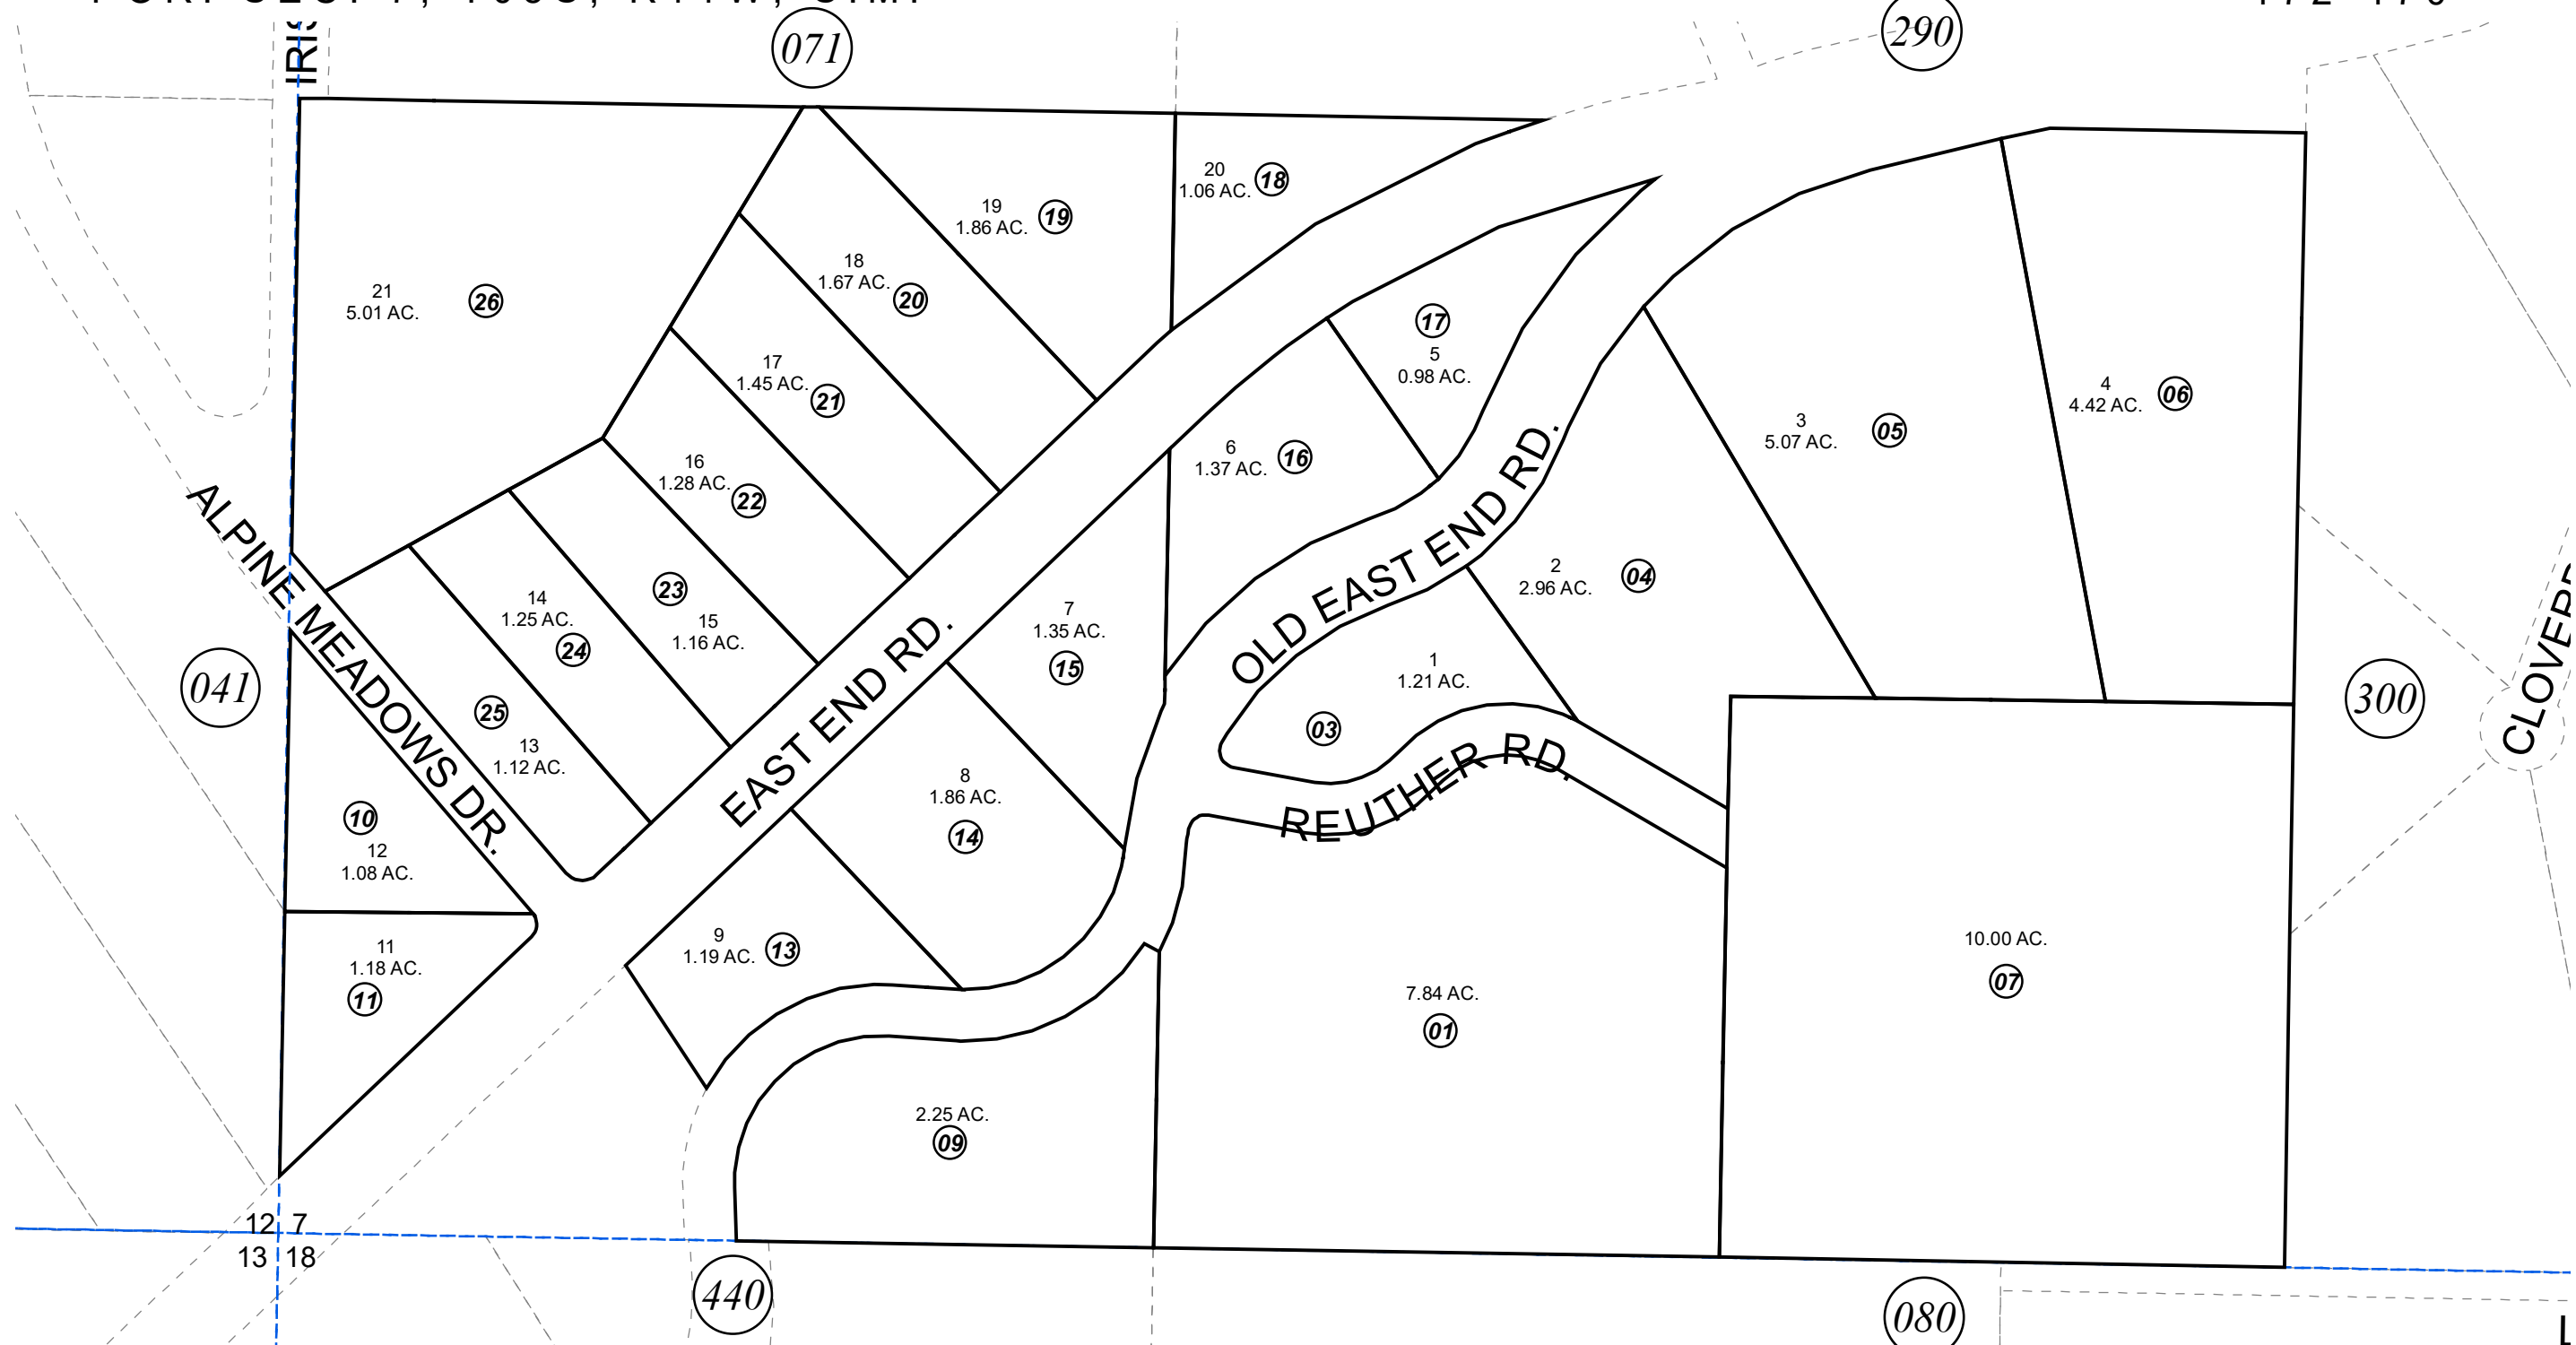 071
290
20
1.06 AC. 18
19
1.86 AC. 19
18
1.67 AC. 20
21
5.01 AC. 26
17
5
0.98 AC.
17
1.45 AC. 21
4
4.42 AC. 06
3
5.07 AC. 05
6
1.37 AC. 16
16
1.28 AC. 22
OLD EAST END RD.
2
2.96 AC. 04
23
15
1.16 AC.
14
1.25 AC.
24
7
1.35 AC.
15
ALPINE MEADOWS DR.
EAST END RD.
1
1.21 AC.
03
041
300
25
13
1.12 AC.
REUTHER RD.
8
1.86 AC.
14
10
12
1.08 AC.
9
1.19 AC. 13
11
1.18 AC.
11
10.00 AC.
07
7.84 AC.
01
2.25 AC.
09
12 7
13 18
440
080